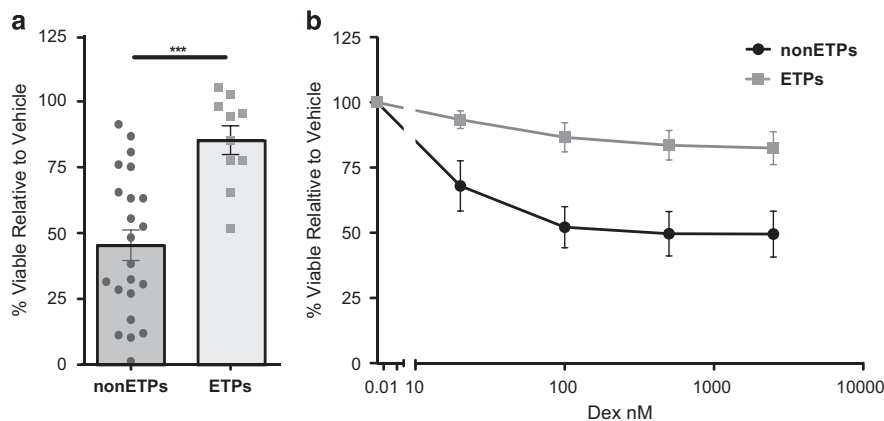 a
% Viable Relative to Vehicle
125
100
75
50
25
0
***
nonETPs
ETPs
b
% Viable Relaltive to Vehicle
125
100
75
50
25
0
nonETPs
ETPs
0.01 10 100 1000 10000
Dex nM